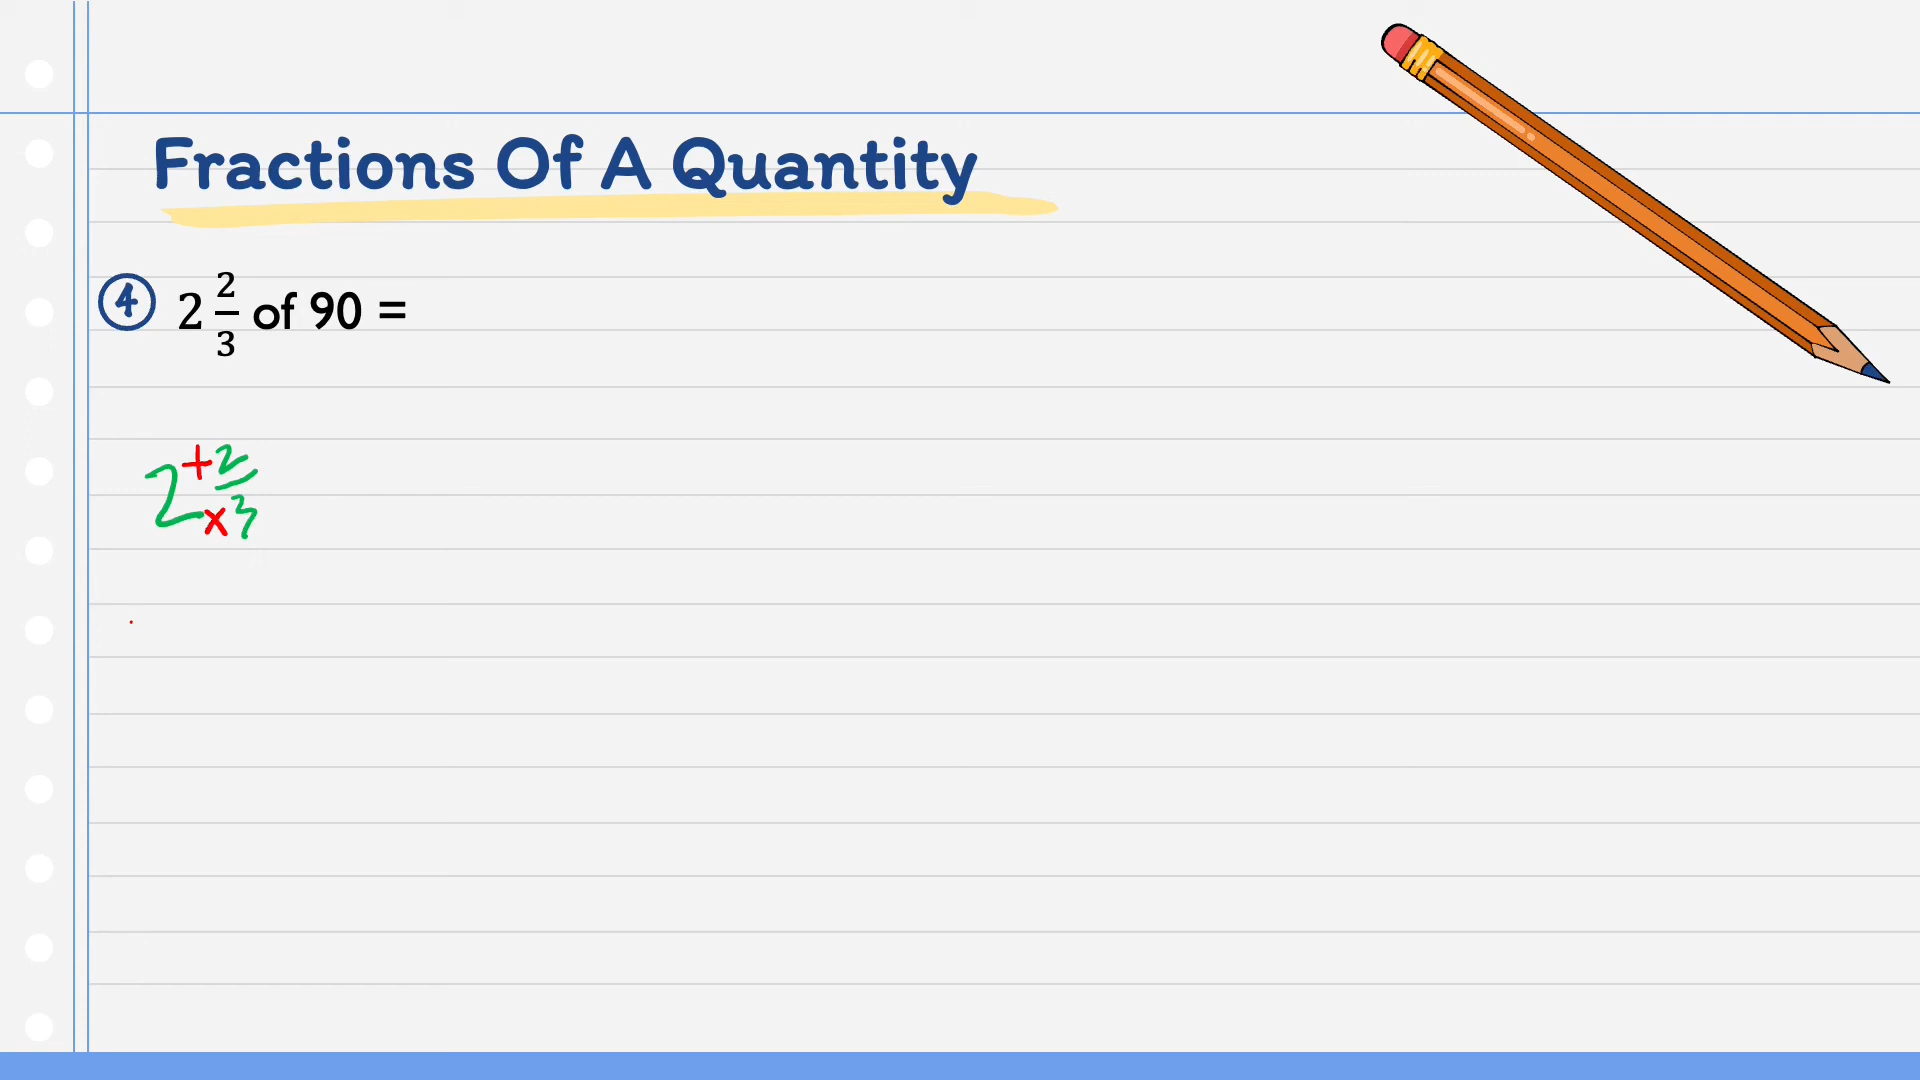 Fractions Of A Quantity
4 2 2/3 of 90 =
2 + 2/3 x